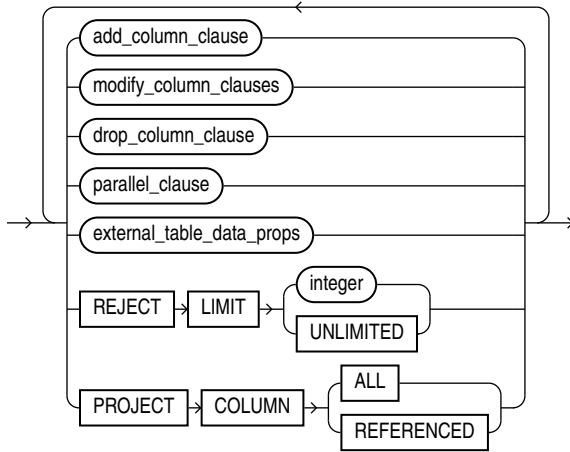 add_column_clause
modify_column_clauses
drop_column_clause
parallel_clause
external_table_data_props
REJECT LIMIT integer
UNLIMITED
PROJECT COLUMN ALL
REFERENCED